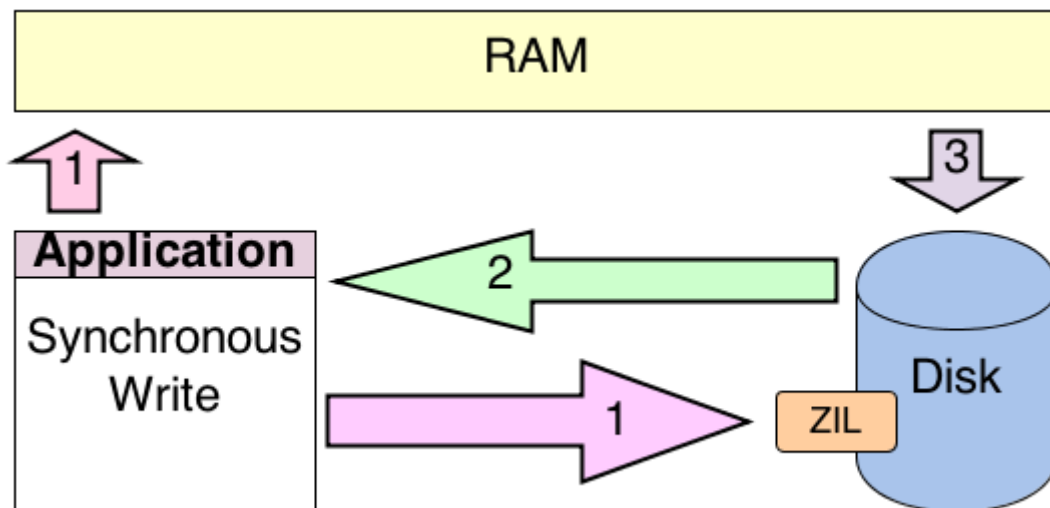 RAM
1
3
Application
Synchronous
Write
2
1
Disk
ZIL